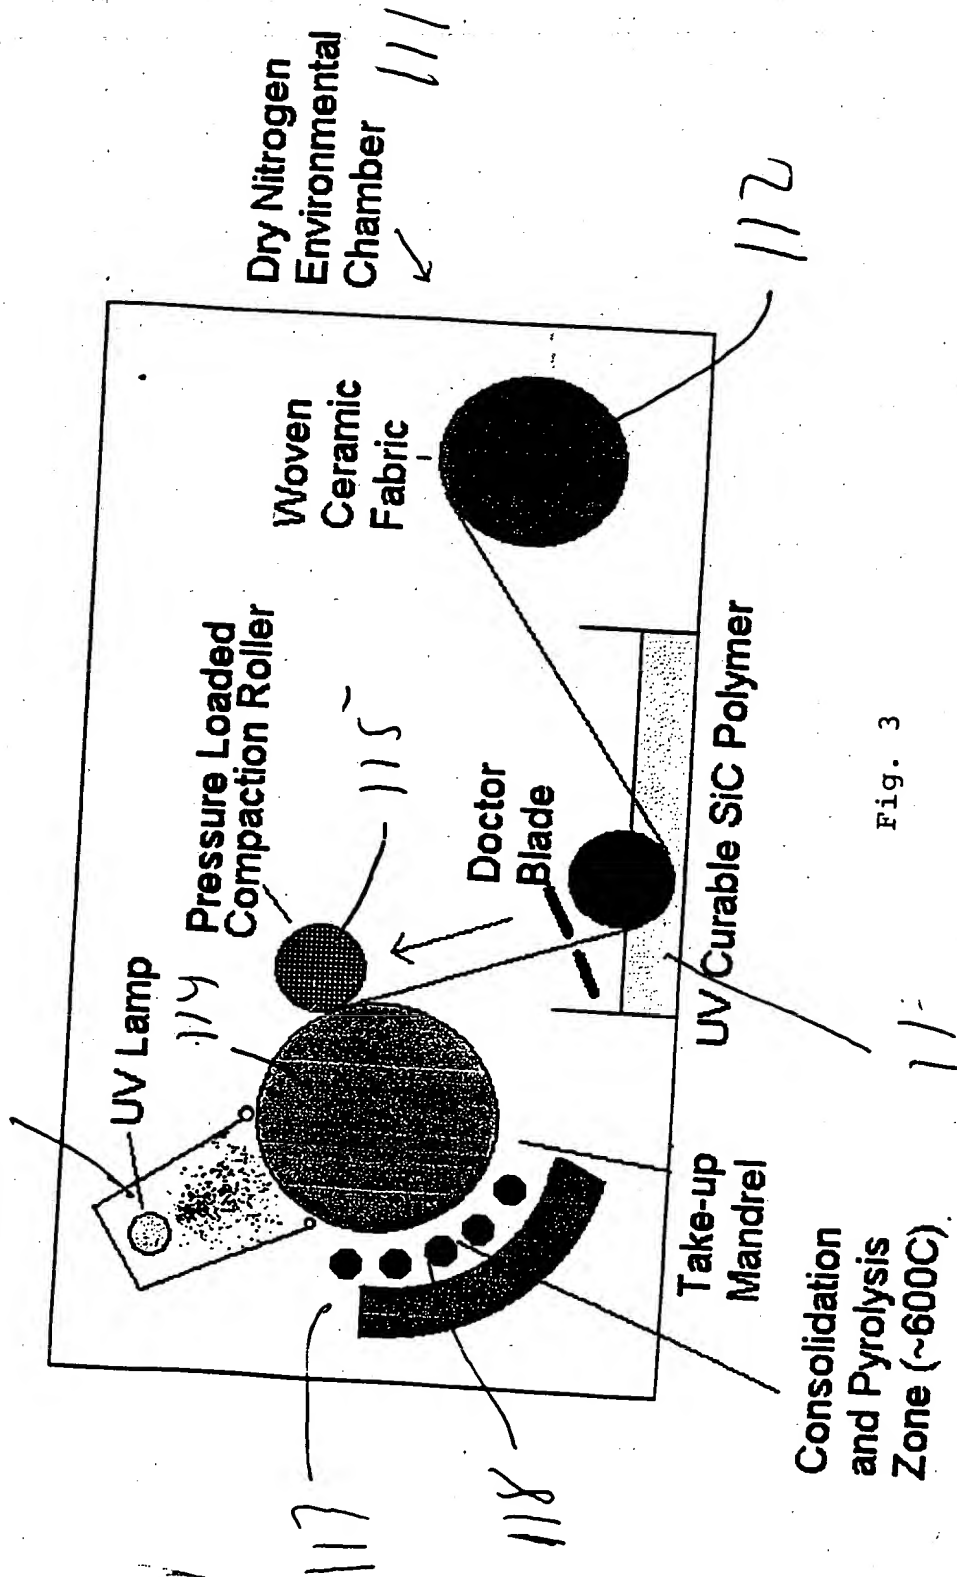 Dry Nitrogen
Environmental
Chamber
111
Woven
Ceramic
Fabric
112
Pressure Loaded
Compaction Roller
115
UV Lamp
114
Doctor
Blade
UV Curable SiC Polymer
Take-up
Mandrel
Consolidation
and Pyrolysis
Zone (~600C)
117
118
Fig. 3